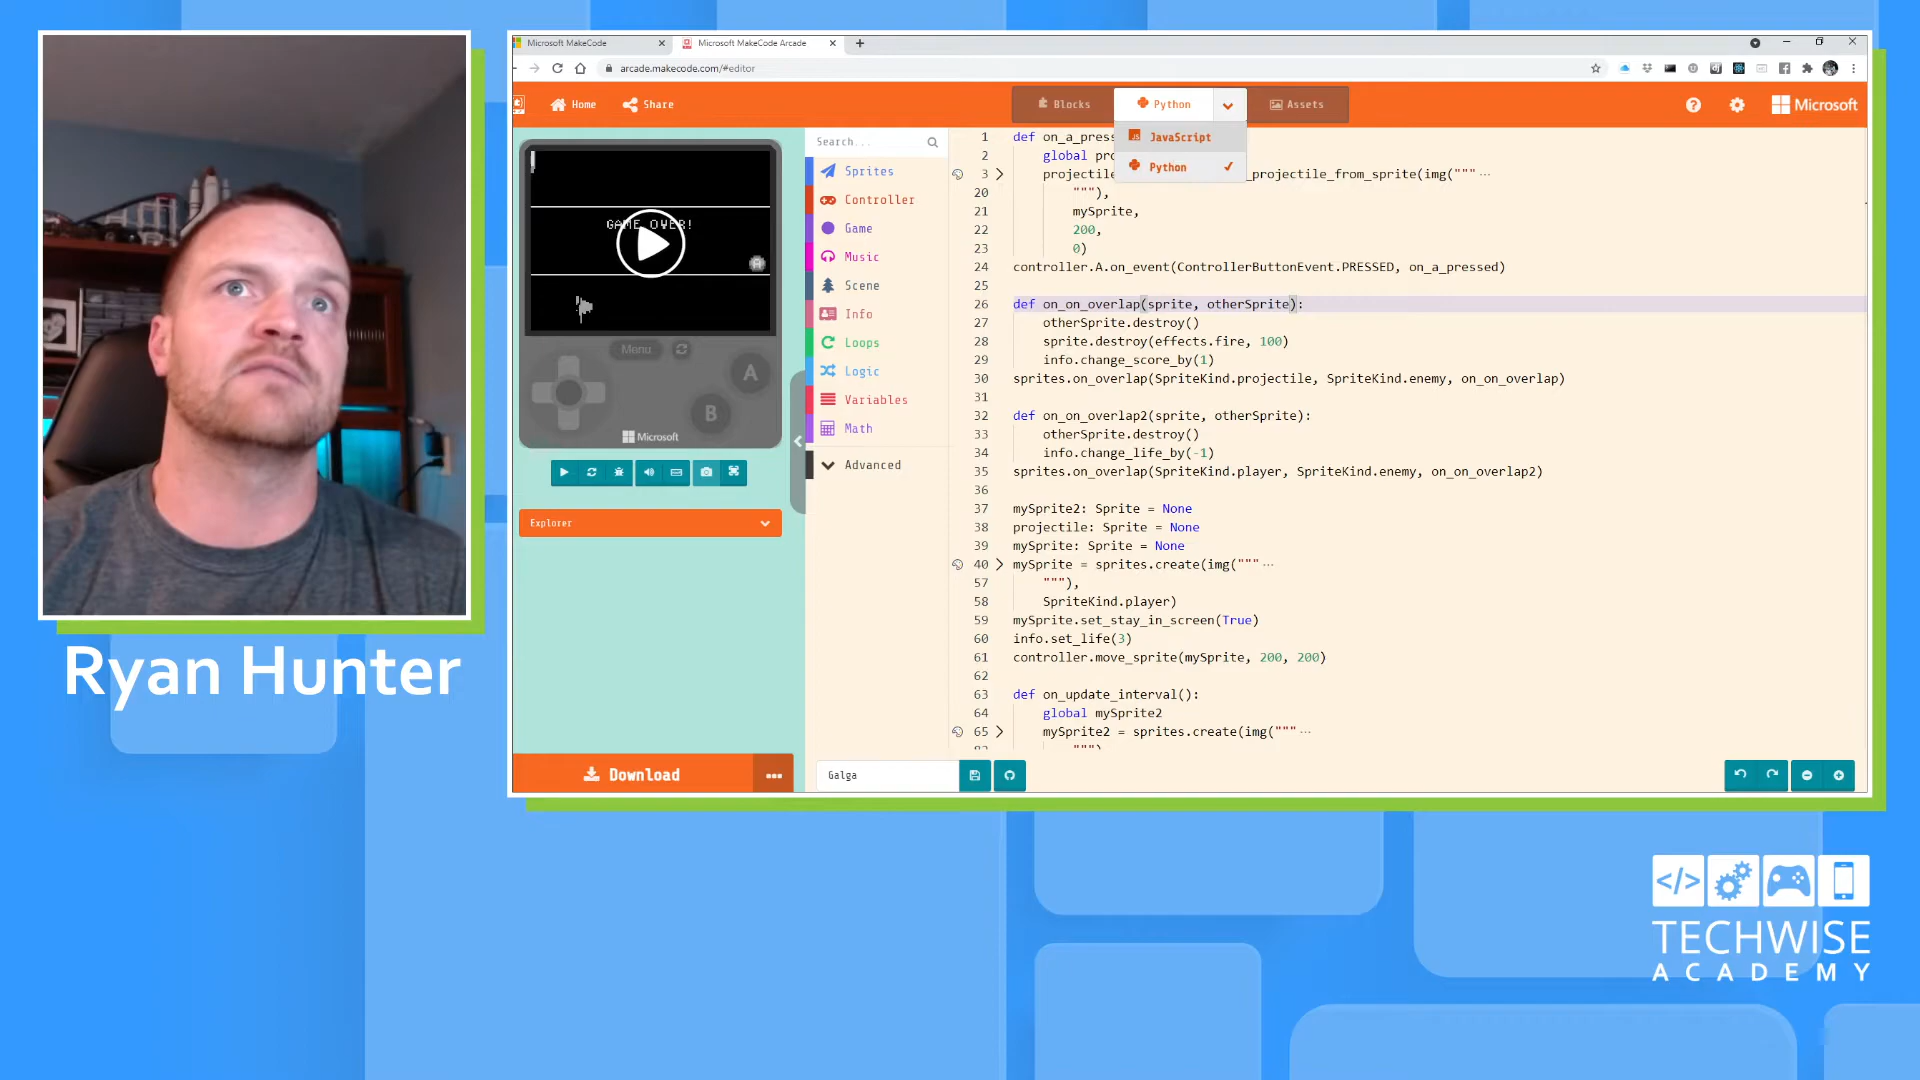 Microsoft MakeCode
Microsoft MakeCode Arcade
arcade.makecode.com/#editor
Home
Share
Blocks
Python
Assets
Microsoft
JavaScript
Python
GAME OVER!
Menu
A
B
Microsoft
Explorer
Download
Search...
Sprites
Controller
Game
Music
Scene
Info
Loops
Logic
Variables
Math
Advanced
1 def on_a_press
2 global pro
3 projectile _projectile_from_sprite(img("""
20 """),
21 mySprite,
22 200,
23 0)
24 controller.A.on_event(ControllerButtonEvent.PRESSED, on_a_pressed)
25
26 def on_on_overlap(sprite, otherSprite):
27 otherSprite.destroy()
28 sprite.destroy(effects.fire, 100)
29 info.change_score_by(1)
30 sprites.on_overlap(SpriteKind.projectile, SpriteKind.enemy, on_on_overlap)
31
32 def on_on_overlap2(sprite, otherSprite):
33 otherSprite.destroy()
34 info.change_life_by(-1)
35 sprites.on_overlap(SpriteKind.player, SpriteKind.enemy, on_on_overlap2)
36
37 mySprite2: Sprite = None
38 projectile: Sprite = None
39 mySprite: Sprite = None
40 mySprite = sprites.create(img("""
57 """),
58 SpriteKind.player)
59 mySprite.set_stay_in_screen(True)
60 info.set_life(3)
61 controller.move_sprite(mySprite, 200, 200)
62
63 def on_update_interval():
64 global mySprite2
65 mySprite2 = sprites.create(img("""
Galga
Ryan Hunter
TECHWISE
ACADEMY